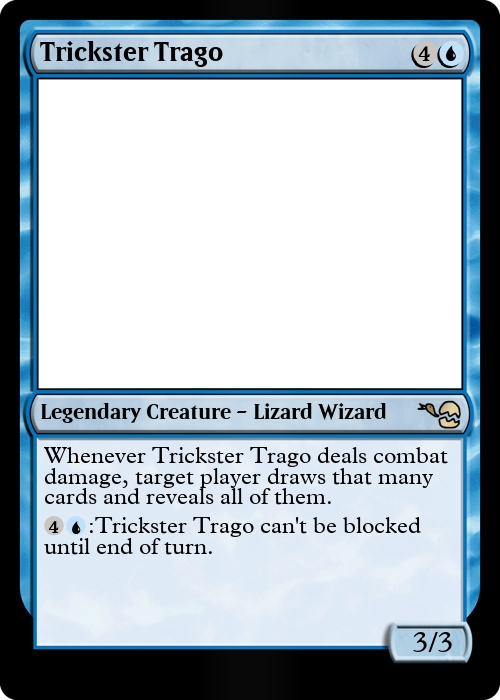 Trickster Trago 4
Legendary Creature – Lizard Wizard
Whenever Trickster Trago deals combat
damage, target player draws that many
cards and reveals all of them.
4 :Trickster Trago can't be blocked
until end of turn.
3/3